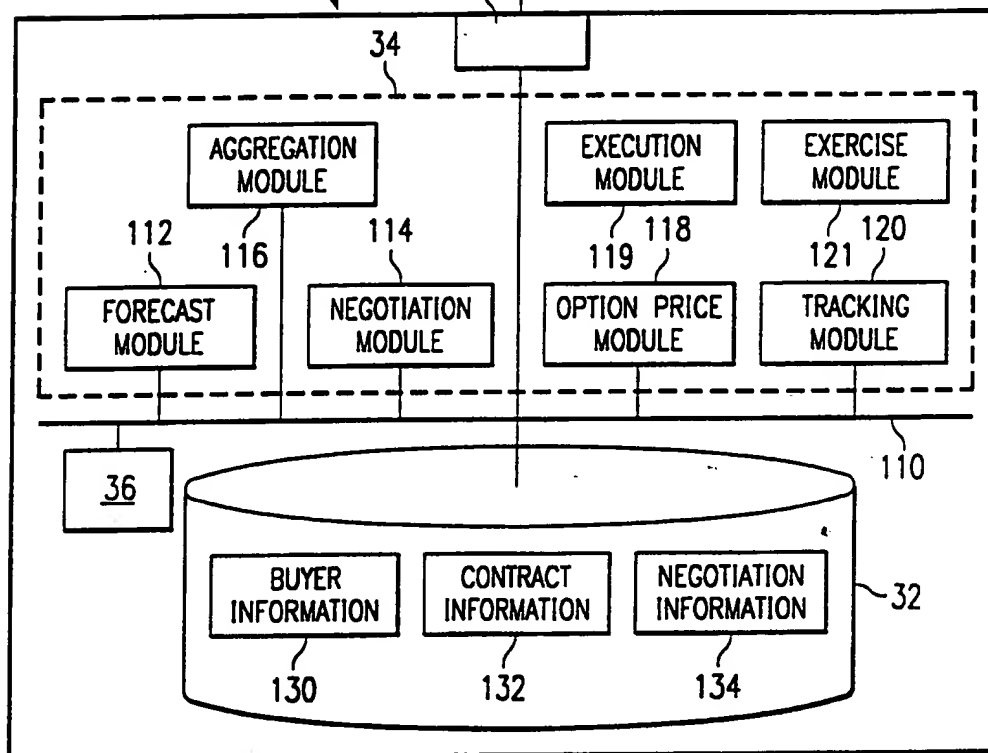 34
AGGREGATION
MODULE
EXECUTION
MODULE
EXERCISE
MODULE
112
116
114
119
118
121
120
FORECAST
MODULE
NEGOTIATION
MODULE
OPTION PRICE
MODULE
TRACKING
MODULE
110
36
BUYER
INFORMATION
CONTRACT
INFORMATION
NEGOTIATION
INFORMATION
32
130
132
134